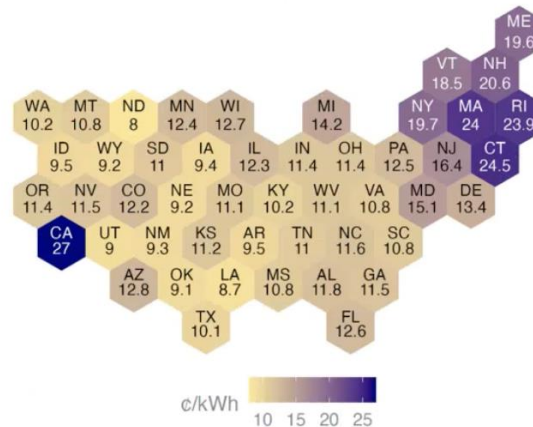 ME
19.6
VT NH
18.5 20.6
WA MT ND MN WI MI NY MA RI
10.2 10.8 8 12.4 12.7 14.2 19.7 24 23.9
ID WY SD IA IL IN OH PA NJ CT
9.5 9.2 11 9.4 12.3 11.4 11.4 12.5 16.4 24.5
OR NV CO NE MO KY WV VA MD DE
11.4 11.5 12.2 9.2 11.1 10.2 11.1 10.8 15.1 13.4
CA UT NM KS AR TN NC SC
27 9 9.3 11.2 9.5 11 11.6 10.8
AZ OK LA MS AL GA
12.8 9.1 8.7 10.8 11.8 11.5
TX FL
10.1 12.6
¢/kWh
10 15 20 25